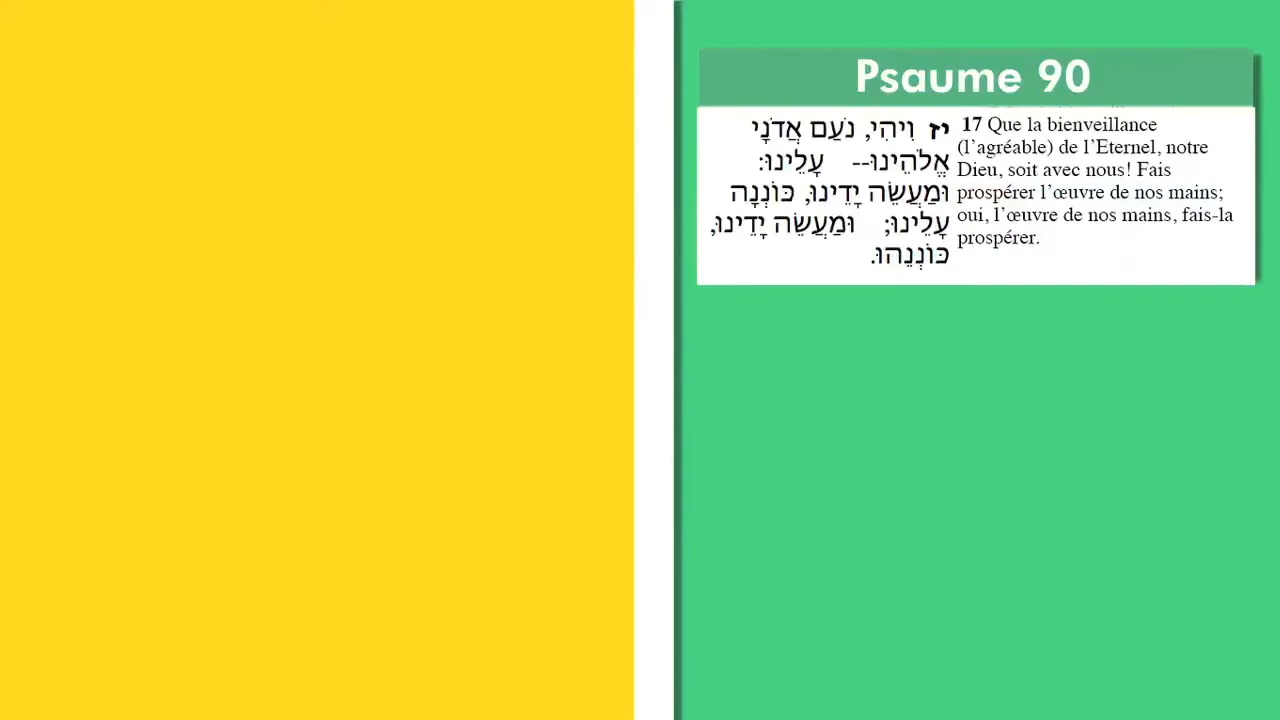 Psaume 90
יז וִיהִי, נֹעַם אֲדֹנָי
אֱלֹהֵינוּ-- עָלֵינוּ:
וּמַעֲשֵׂה יָדֵינוּ, כּוֹנְנָה
עָלֵינוּ; וּמַעֲשֵׂה יָדֵינוּ,
כּוֹנְנֵהוּ.
17 Que la bienveillance
(l’agréable) de l’Eternel, notre
Dieu, soit avec nous! Fais
prospérer l’œuvre de nos mains;
oui, l’œuvre de nos mains, fais-la
prospérer.